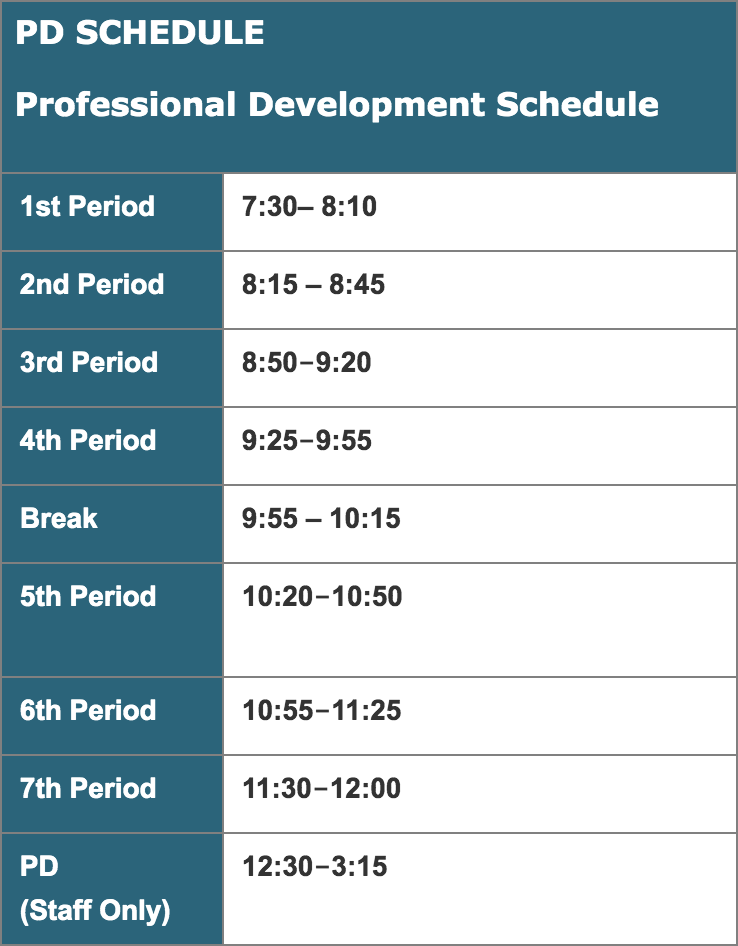 PD SCHEDULE
Professional Development Schedule
1st Period 7:30– 8:10
2nd Period 8:15 – 8:45
3rd Period 8:50–9:20
4th Period 9:25–9:55
Break 9:55 – 10:15
5th Period 10:20–10:50
6th Period 10:55–11:25
7th Period 11:30–12:00
PD 12:30–3:15
(Staff Only)